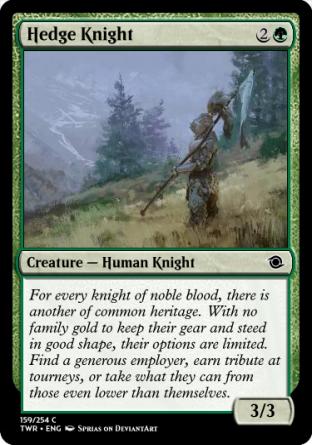 Hedge Knight 2
Creature — Human Knight
For every knight of noble blood, there is
another of common heritage. With no
family gold to keep their gear and steed
in good shape, their options are limited.
Find a generous employer, earn tribute at
tourneys, or take what they can from
those even lower than themselves.
3/3
159/254 C
TWR • ENG Sprias on DeviantArt